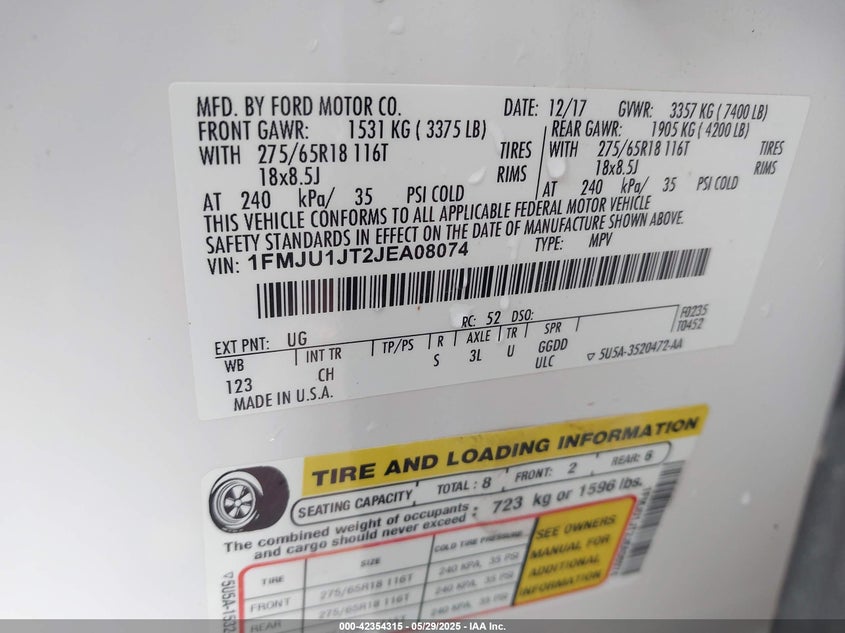 MFD. BY FORD MOTOR CO. DATE: 12/17 GVWR: 3357 KG ( 7400 LB)
FRONT GAWR: 1531 KG ( 3375 LB) REAR GAWR: 1905 KG ( 4200 LB)
WITH 275/65R18 116T TIRES WITH 275/65R18 116T TIRES
18x8.5J RIMS 18x8.5J RIMS
AT 240 kPa/ 35 PSI COLD AT 240 kPa/ 35 PSI COLD
THIS VEHICLE CONFORMS TO ALL APPLICABLE FEDERAL MOTOR VEHICLE
SAFETY STANDARDS IN EFFECT ON THE DATE OF MANUFACTURE SHOWN ABOVE.
VIN: 1FMJU1JT2JEA08074 TYPE: MPV
EXT PNT: UG RC: 52 DSO: F0235
T0452
WB INT TR TP/PS R AXLE TR SPR
123 CH S 3L U GGDD
ULC
5U5A-3520472-AA
MADE IN U.S.A.
TIRE AND LOADING INFORMATION
SEATING CAPACITY TOTAL : 8 FRONT: 2 REAR: 6
The combined weight of occupants and cargo should never exceed : 723 kg or 1596 lbs.
TIRE SIZE COLD TIRE PRESSURE
FRONT 275/65R18 116T 240 KPA, 35 PSI
REAR 275/65R18 116T 240 KPA, 35 PSI
SEE OWNERS
MANUAL FOR
ADDITIONAL
INFORMATION
5U5A-1532
000-42354315 - 05/29/2025 - IAA Inc.